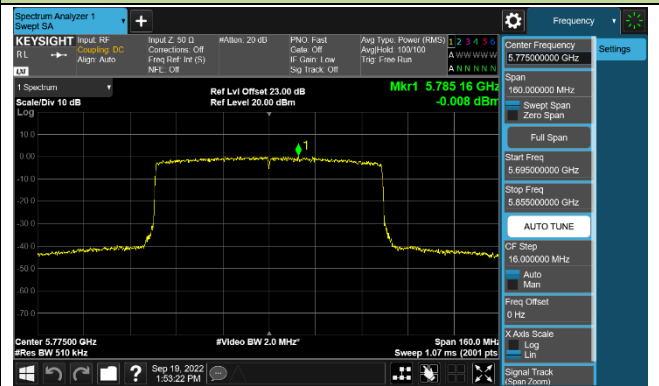 Spectrum Analyzer 1
Swept SA
Frequency
KEYSIGHT
RL
LXI
Input: RF
Coupling: DC
Align: Auto
Input Z: 50 Ω
Corrections: Off
Freq Ref: Int (S)
NFE: Off
#Atten: 20 dB
PNO: Fast
Gate: Off
IF Gain: Low
Sig Track: Off
Avg Type: Power (RMS)
Avg|Hold: 100/100
Trig: Free Run
1 2 3 4 5 6
A W W W W W
A N N N N N
1 Spectrum
Scale/Div 10 dB
Log
Ref Lvl Offset 23.00 dB
Ref Level 20.00 dBm
Mkr1 5.785 16 GHz
-0.008 dBm
1
10.0
0.00
-10.0
-20.0
-30.0
-40.0
-50.0
-60.0
-70.0
Center 5.77500 GHz
#Res BW 510 kHz
#Video BW 2.0 MHz*
Span 160.0 MHz
Sweep 1.07 ms (2001 pts)
Sep 19, 2022
1:53:22 PM
Center Frequency
5.775000000 GHz
Settings
Span
160.000000 MHz
Swept Span
Zero Span
Full Span
Start Freq
5.695000000 GHz
Stop Freq
5.855000000 GHz
AUTO TUNE
CF Step
16.000000 MHz
Auto
Man
Freq Offset
0 Hz
X Axis Scale
Log
Lin
Signal Track
(Span Zoom)